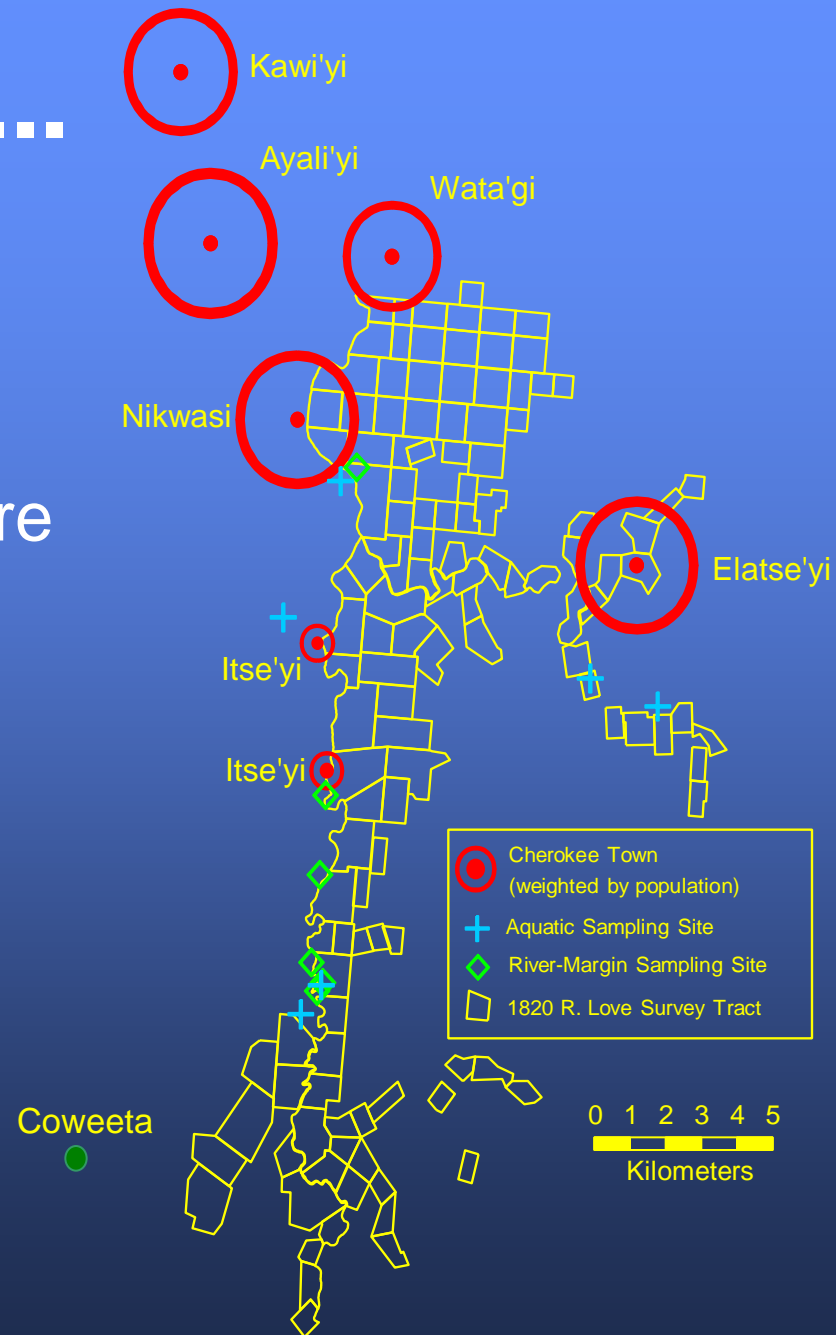 Kawi'yi
Ayali'yi
Wata'gi
Nikwasi
re
Elatse'yi
Itse'yi
Itse'yi
Cherokee Town
(weighted by population)
Aquatic Sampling Site
River-Margin Sampling Site
1820 R. Love Survey Tract
Coweeta
0 1 2 3 4 5
Kilometers